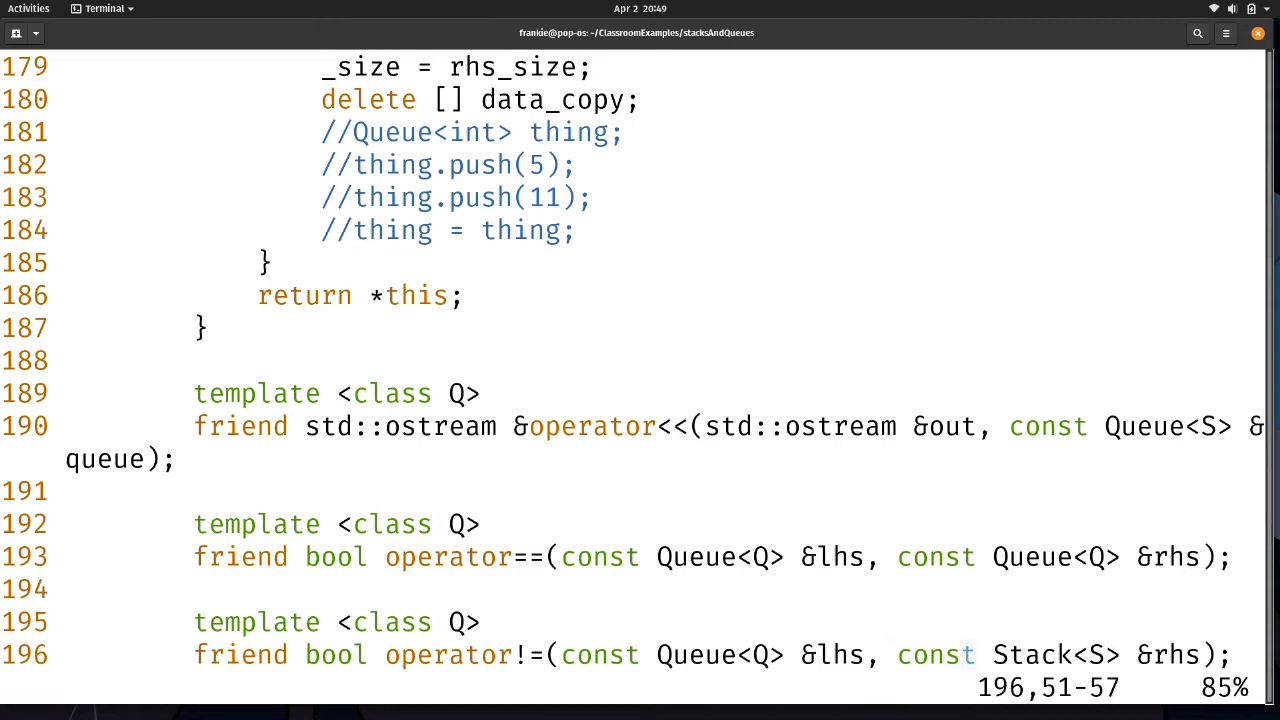 Activities Terminal Apr 2 20:49
frankie@pop-os: ~/ClassroomExamples/stacksAndQueues
179 _size = rhs_size;
180 delete [] data_copy;
181 //Queue<int> thing;
182 //thing.push(5);
183 //thing.push(11);
184 //thing = thing;
185 }
186 return *this;
187 }
188
189 template <class Q>
190 friend std::ostream &operator<<(std::ostream &out, const Queue<S> &
queue);
191
192 template <class Q>
193 friend bool operator==(const Queue<Q> &lhs, const Queue<Q> &rhs);
194
195 template <class Q>
196 friend bool operator!=(const Queue<Q> &lhs, const Stack<S> &rhs);
196,51-57 85%